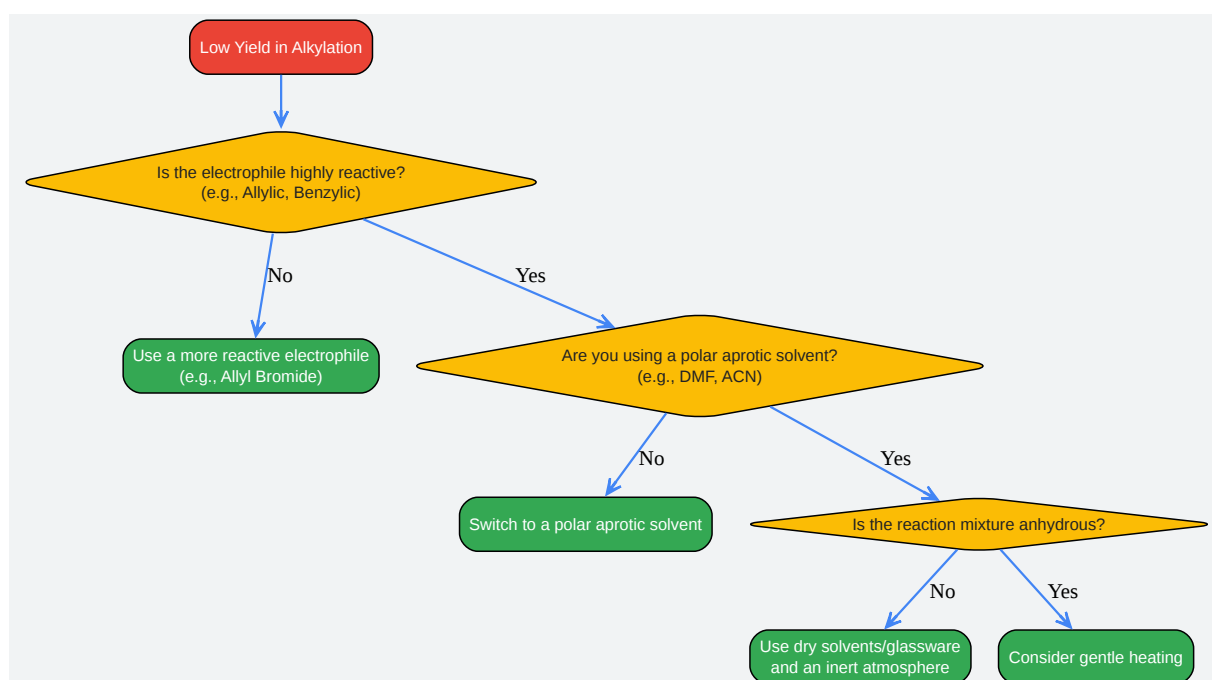 Low Yield in Alkylation
Is the electrophile highly reactive?
(e.g., Allylic, Benzylic)
No
Yes
Use a more reactive electrophile
(e.g., Allyl Bromide)
Are you using a polar aprotic solvent?
(e.g., DMF, ACN)
No
Yes
Switch to a polar aprotic solvent
Is the reaction mixture anhydrous?
No
Yes
Use dry solvents/glassware
and an inert atmosphere
Consider gentle heating